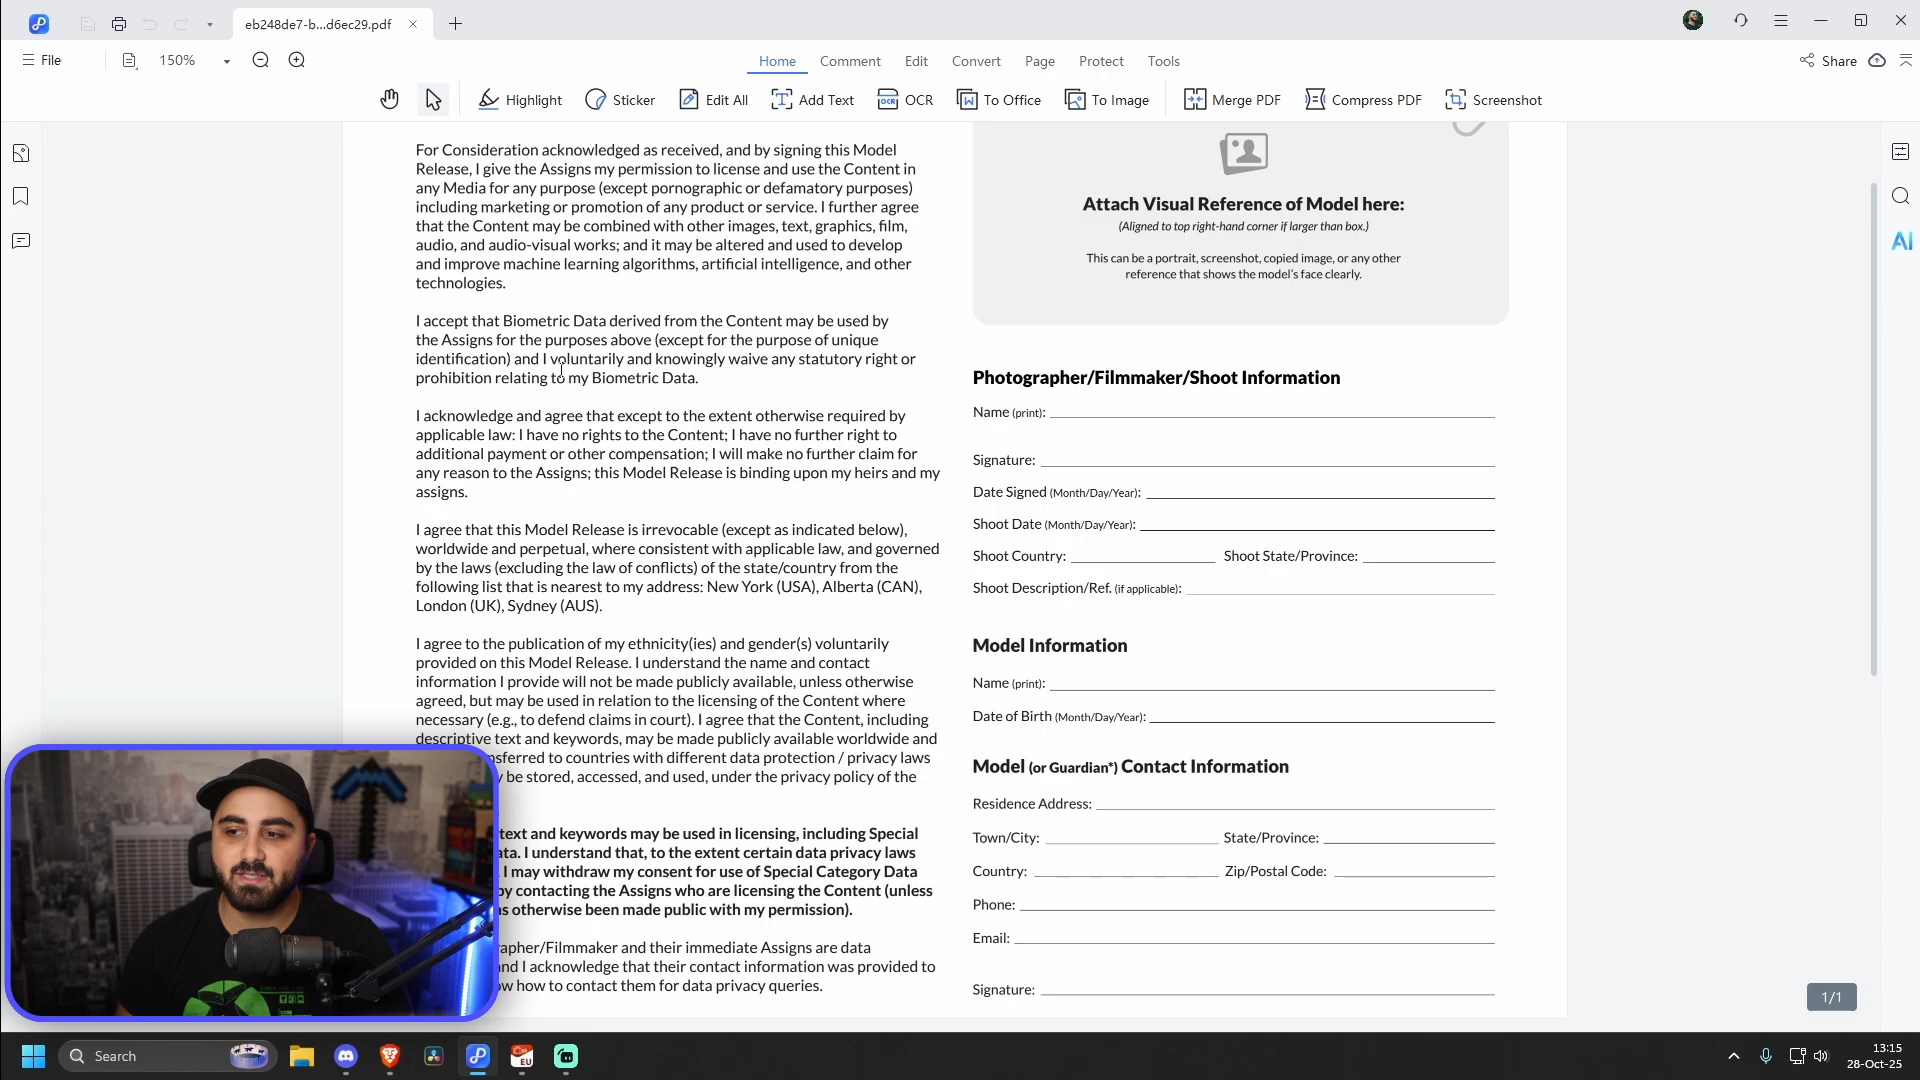 eb248de7-b...d6ec29.pdf
File
150%
Home
Comment
Edit
Convert
Page
Protect
Tools
Share
Highlight
Sticker
Edit All
Add Text
OCR
To Office
To Image
Merge PDF
Compress PDF
Screenshot
For Consideration acknowledged as received, and by signing this Model
Release, I give the Assigns my permission to license and use the Content in
any Media for any purpose (except pornographic or defamatory purposes)
including marketing or promotion of any product or service. I further agree
that the Content may be combined with other images, text, graphics, film,
audio, and audio-visual works; and it may be altered and used to develop
and improve machine learning algorithms, artificial intelligence, and other
technologies.
I accept that Biometric Data derived from the Content may be used by
the Assigns for the purposes above (except for the purpose of unique
identification) and I voluntarily and knowingly waive any statutory right or
prohibition relating to my Biometric Data.
I acknowledge and agree that except to the extent otherwise required by
applicable law: I have no rights to the Content; I have no further right to
additional payment or other compensation; I will make no further claim for
any reason to the Assigns; this Model Release is binding upon my heirs and my
assigns.
I agree that this Model Release is irrevocable (except as indicated below),
worldwide and perpetual, where consistent with applicable law, and governed
by the laws (excluding the law of conflicts) of the state/country from the
following list that is nearest to my address: New York (USA), Alberta (CAN),
London (UK), Sydney (AUS).
I agree to the publication of my ethnicity(ies) and gender(s) voluntarily
provided on this Model Release. I understand the name and contact
information I provide will not be made publicly available, unless otherwise
agreed, but may be used in relation to the licensing of the Content where
necessary (e.g., to defend claims in court). I agree that the Content, including
descriptive text and keywords, may be made publicly available worldwide and
nsferred to countries with different data protection / privacy laws
y be stored, accessed, and used, under the privacy policy of the
text and keywords may be used in licensing, including Special
ata. I understand that, to the extent certain data privacy laws
I may withdraw my consent for use of Special Category Data
by contacting the Assigns who are licensing the Content (unless
s otherwise been made public with my permission).
apher/Filmmaker and their immediate Assigns are data
nd I acknowledge that their contact information was provided to
ow how to contact them for data privacy queries.
Attach Visual Reference of Model here:
(Aligned to top right-hand corner if larger than box.)
This can be a portrait, screenshot, copied image, or any other
reference that shows the model's face clearly.
Photographer/Filmmaker/Shoot Information
Name (print):
Signature:
Date Signed (Month/Day/Year):
Shoot Date (Month/Day/Year):
Shoot Country: Shoot State/Province:
Shoot Description/Ref. (if applicable):
Model Information
Name (print):
Date of Birth (Month/Day/Year):
Model (or Guardian*) Contact Information
Residence Address:
Town/City: State/Province:
Country: Zip/Postal Code:
Phone:
Email:
Signature:
AI
1/1
Search
EU
13:15
28-Oct-25